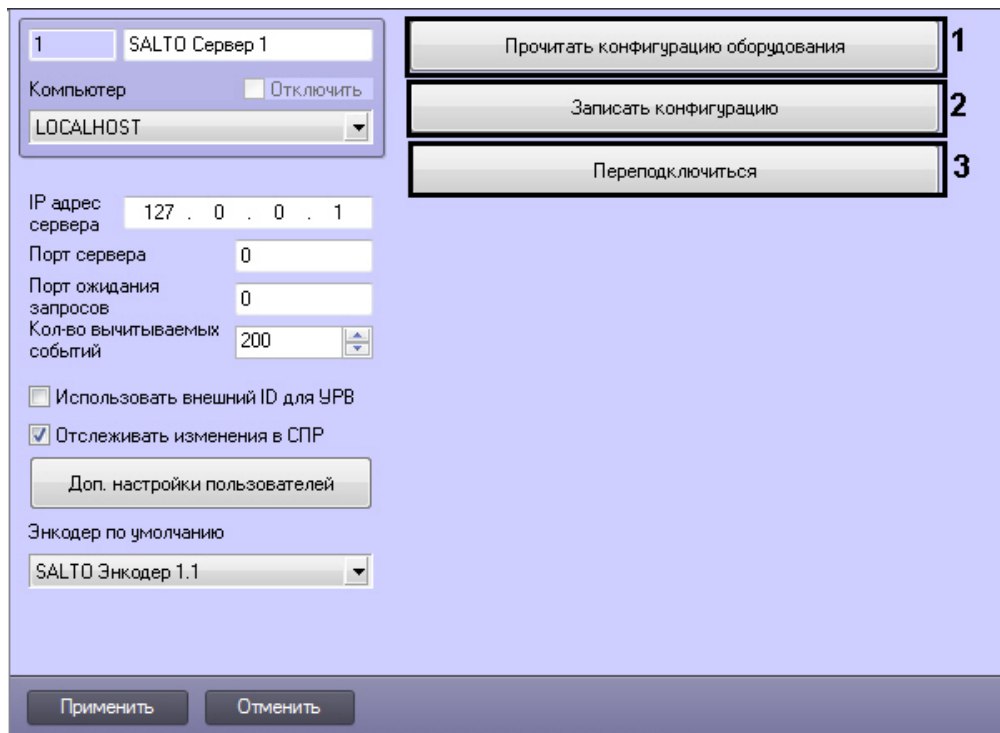 1
SALTO Сервер 1
Компьютер
Отключить
LOCALHOST
IP адрес
сервера
127 . 0 . 0 . 1
Порт сервера
0
Порт ожидания
запросов
0
Кол-во вычитываемых
событий
200
Использовать внешний ID для УРВ
Отслеживать изменения в СПР
Доп. настройки пользователей
Энкодер по умолчанию
SALTO Энкодер 1.1
Прочитать конфигурацию оборудования
1
Записать конфигурацию
2
Переподключиться
3
Применить
Отменить